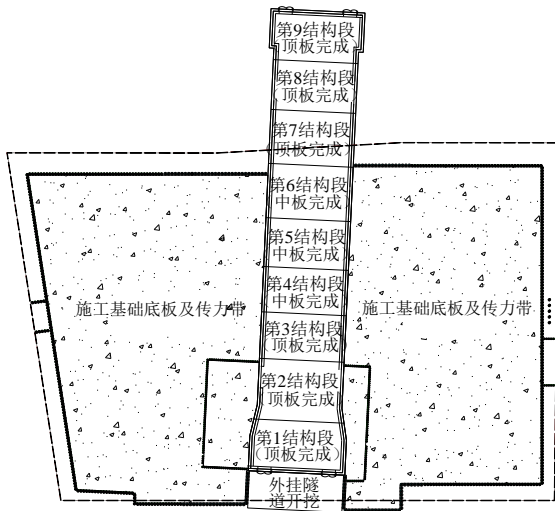 第9结构段
(顶板完成)
第8结构段
(顶板完成)
第7结构段
(顶板完成)
第6结构段
中板完成
第5结构段
中板完成
第4结构段
中板完成
施工基础底板及传力带
施工基础底板及传力带
第3结构段
(顶板完成)
第2结构段
顶板完成
第1结构段
(顶板完成)
外挂隧
道开挖